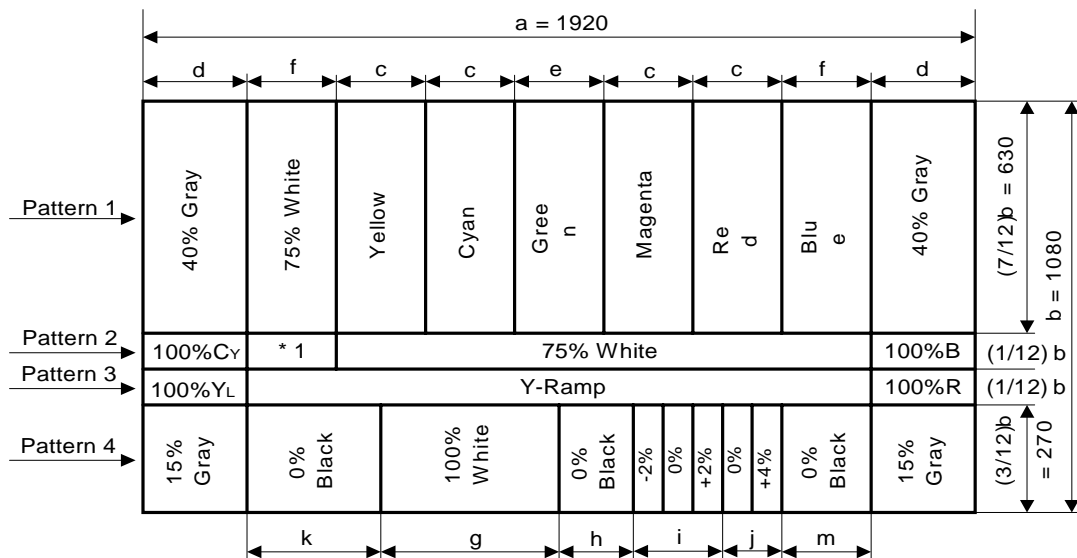 a = 1920
d f c c e c c f d
Pattern 1
40% Gray
75% White
Yellow
Cyan
Gree
n
Magenta
Re
d
Blu
e
40% Gray
(7/12)b = 630
b = 1080
Pattern 2
100%CY
* 1
75% White
100%B
(1/12) b
Pattern 3
100%YL
Y-Ramp
100%R
(1/12) b
Pattern 4
15%
Gray
0%
Black
100%
White
0%
Black
-2%
0%
+2%
0%
+4%
0%
Black
15%
Gray
(3/12)b
= 270
k g h i j m